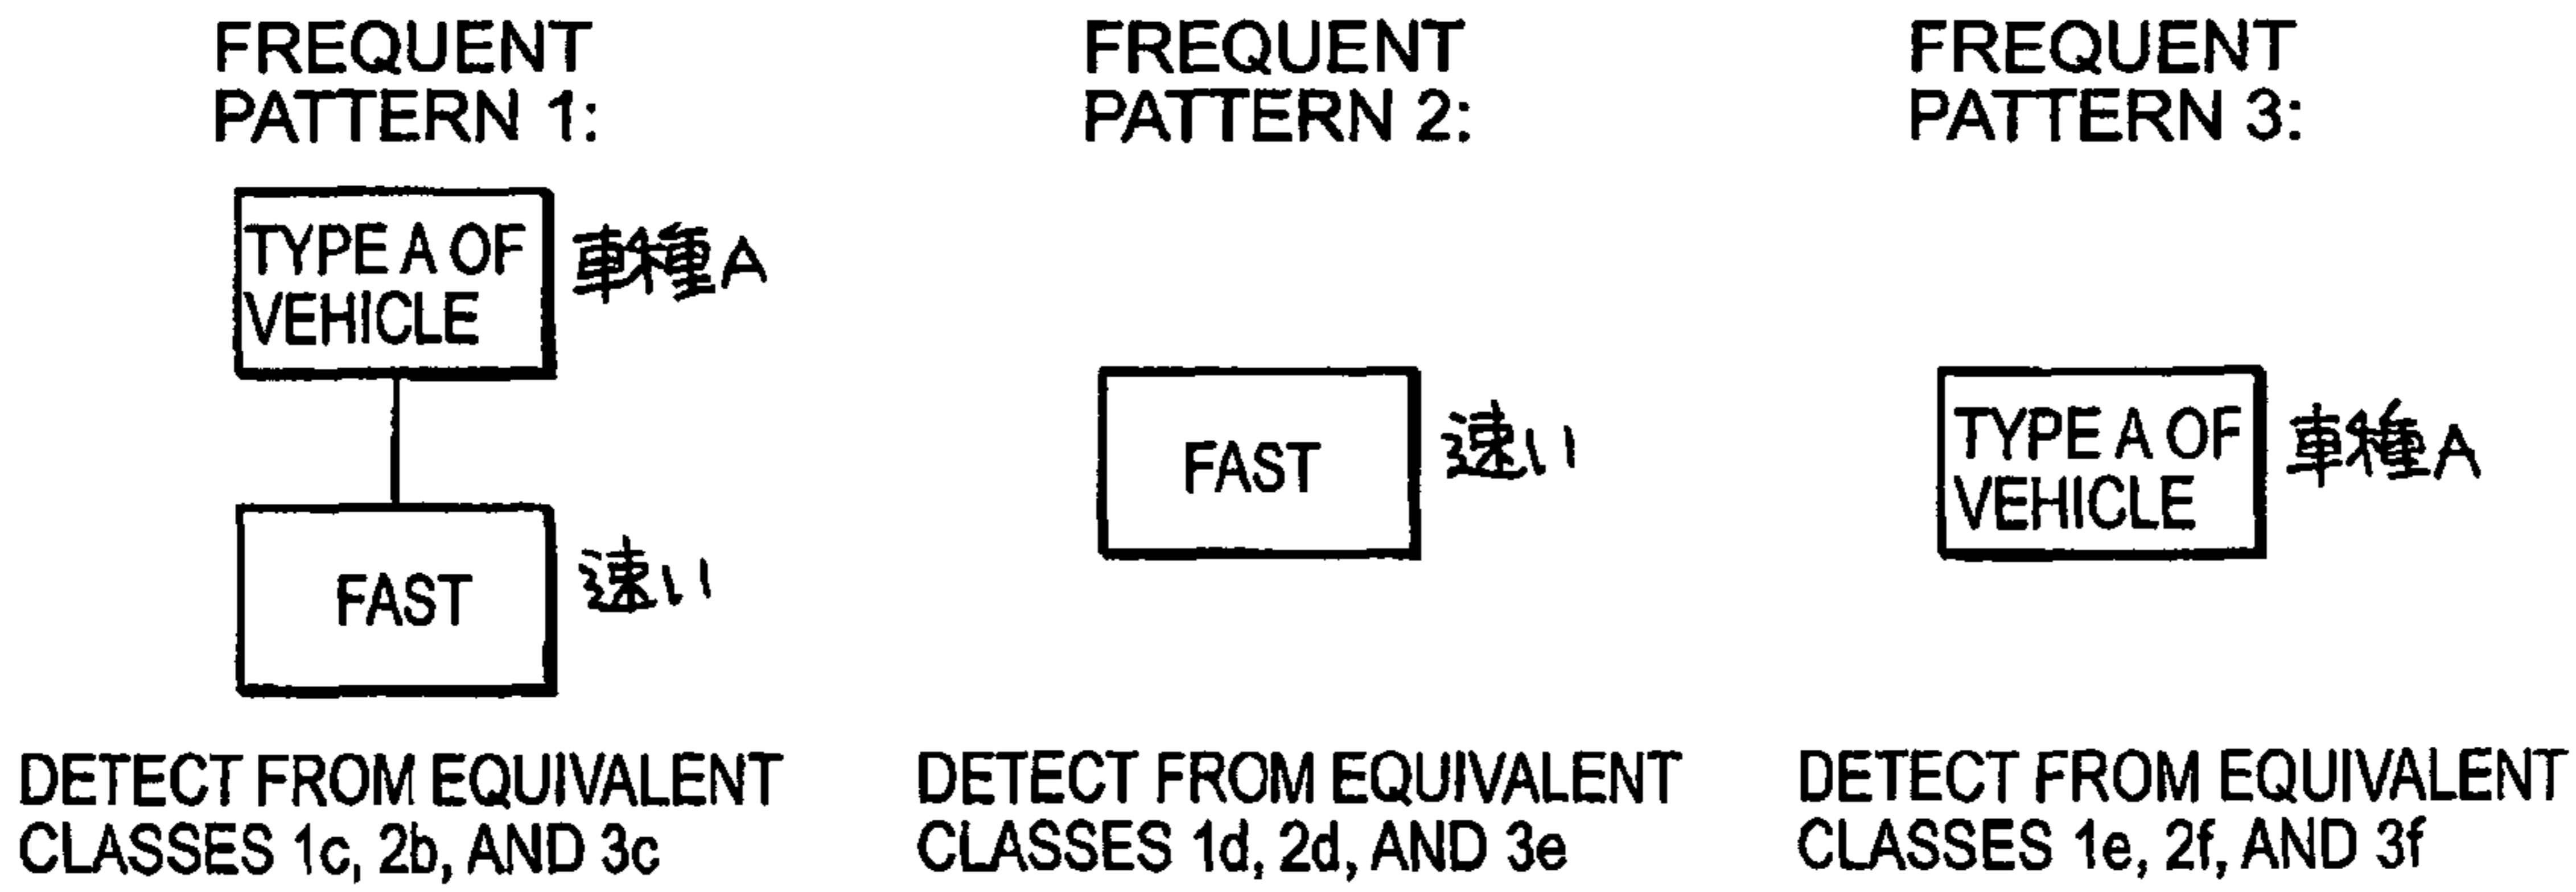 FREQUENT
PATTERN 1:
TYPE A OF
VEHICLE
車種A
FAST
速い
DETECT FROM EQUIVALENT
CLASSES 1c, 2b, AND 3c
FREQUENT
PATTERN 2:
FAST
速い
DETECT FROM EQUIVALENT
CLASSES 1d, 2d, AND 3e
FREQUENT
PATTERN 3:
TYPE A OF
VEHICLE
車種A
DETECT FROM EQUIVALENT
CLASSES 1e, 2f, AND 3f